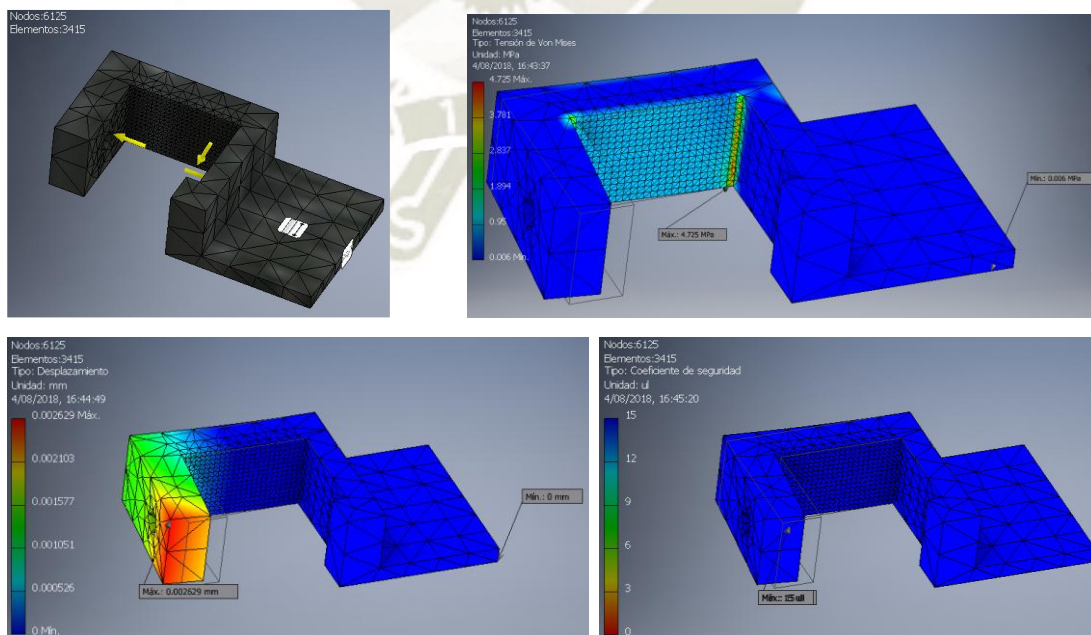 Nodos:6125
Elementos:3415
Nodos:6125
Elementos:3415
Tipo: Tensión de Von Mises
Unidad: MPa
4/08/2018, 16:43:37
4.725 Máx.
3.781
2.837
1.894
0.95
0.006 Mín.
Máx.: 4.725 MPa
Mín.: 0.006 MPa
Nodos:6125
Elementos:3415
Tipo: Desplazamiento
Unidad: mm
4/08/2018, 16:44:49
0.002629 Máx.
0.002103
0.001577
0.001051
0.000526
0 Mín.
Máx.: 0.002629 mm
Mín.: 0 mm
Nodos:6125
Elementos:3415
Tipo: Coeficiente de seguridad
Unidad: ul
4/08/2018, 16:45:20
15
12
9
6
3
0